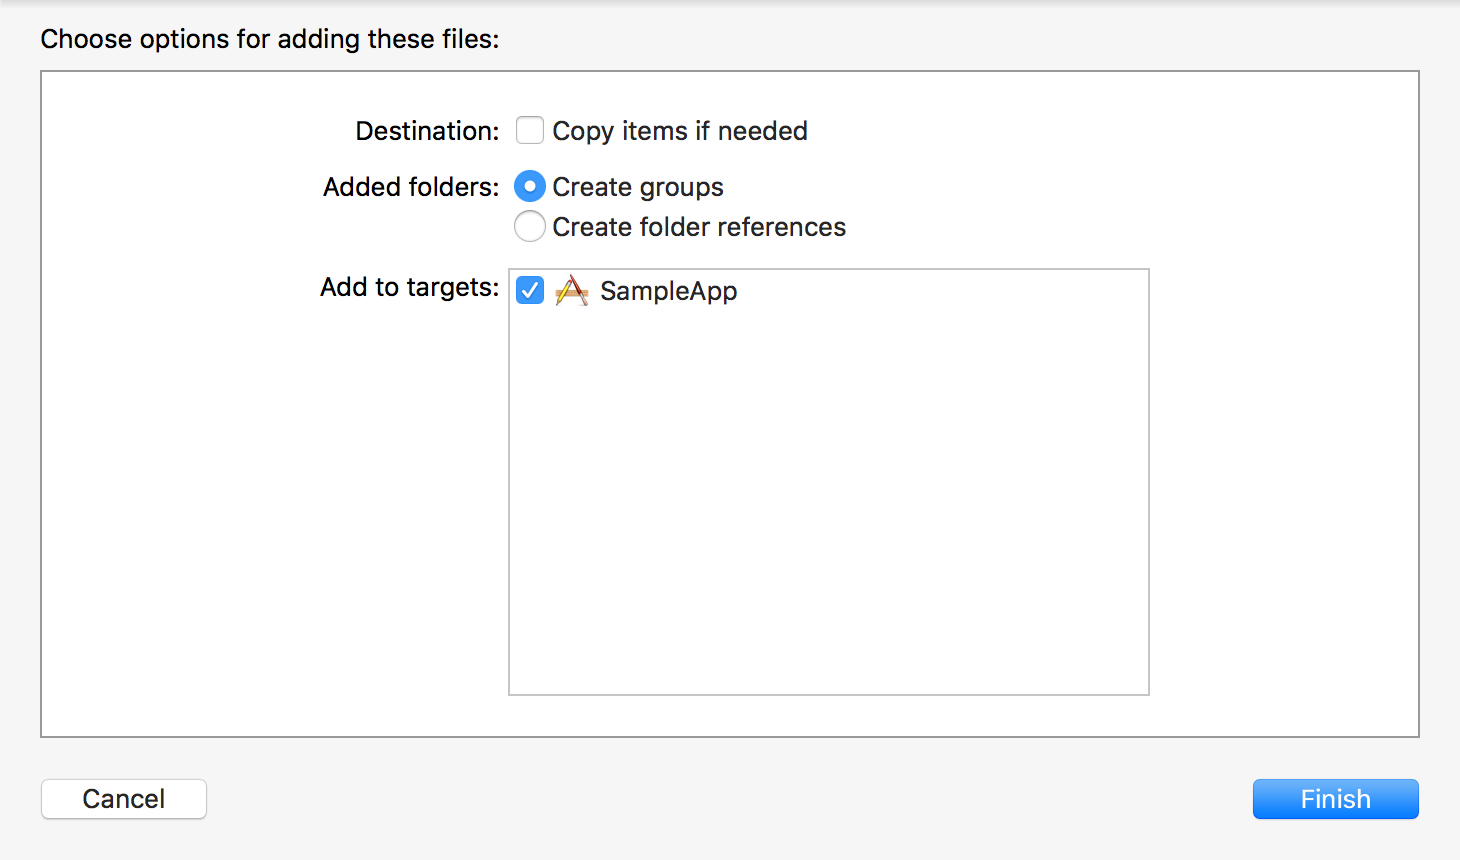 Choose options for adding these files:
Destination: Copy items if needed
Added folders: Create groups
Create folder references
Add to targets: SampleApp
Cancel Finish